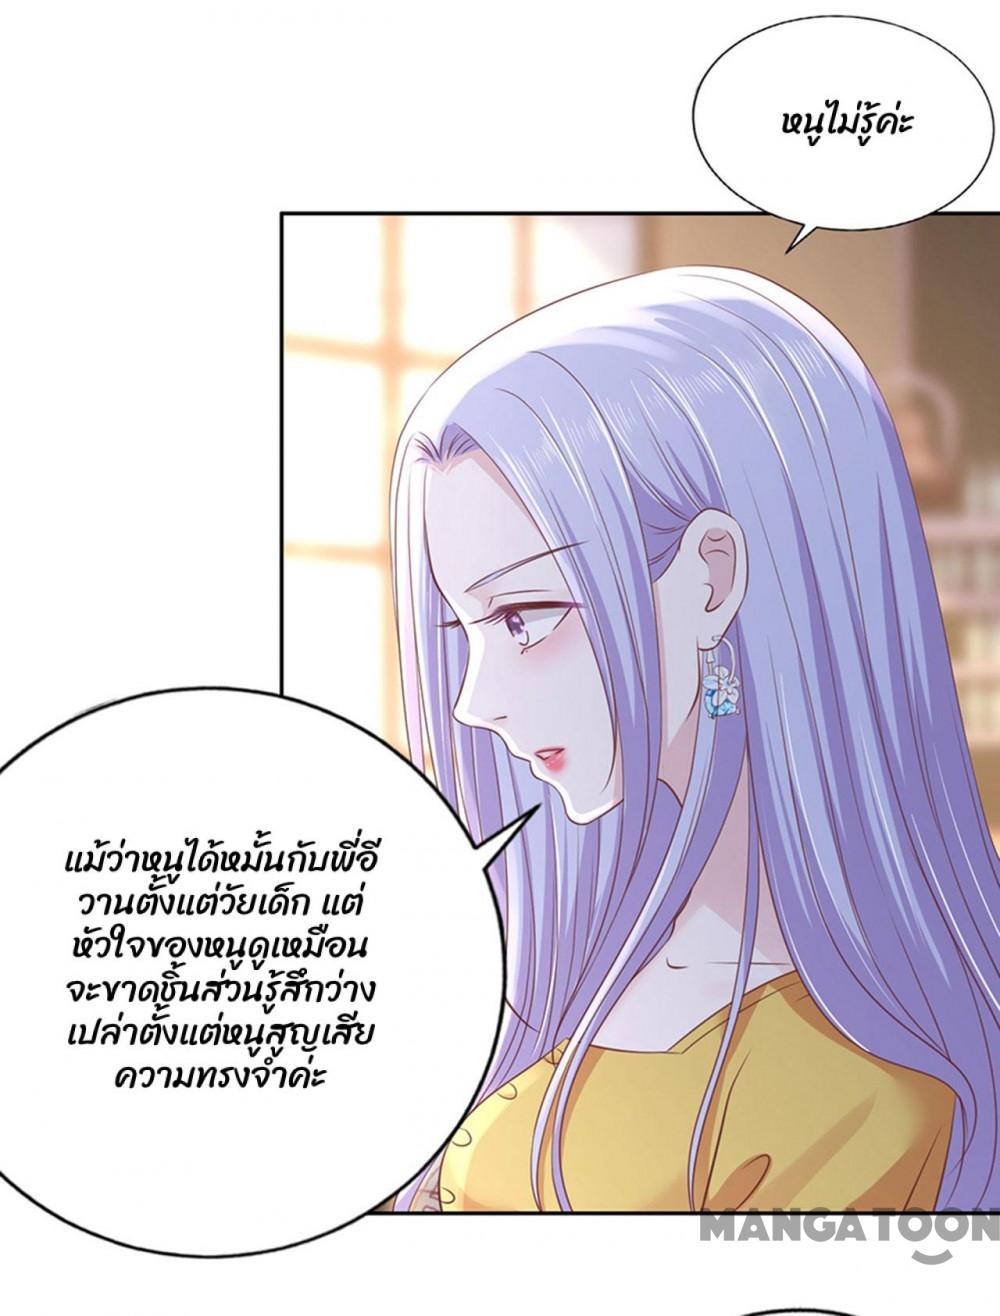 หนูไม่รู้ค่ะ
แม้ว่าหนูได้หมั้นกับพี่อี
วานตั้งแต่วัยเด็ก แต่
หัวใจของหนูดูเหมือน
จะขาดชิ้นส่วนรู้สึกว่าง
เปล่าตั้งแต่หนูสูญเสีย
ความทรงจำค่ะ
MANGATOON